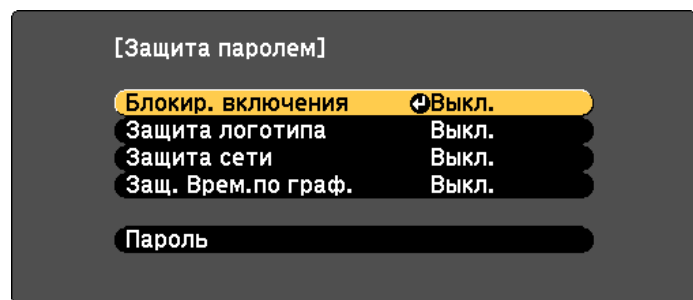 [Защита паролем]
Блокир. включения Выкл.
Защита логотипа Выкл.
Защита сети Выкл.
Защ. Врем.по граф. Выкл.
Пароль